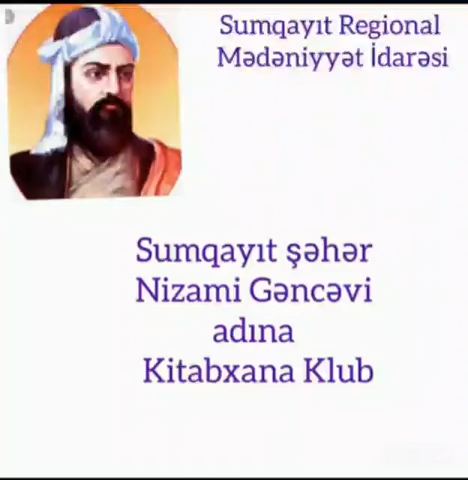 Sumqayıt Regional
Mədəniyyət İdarəsi
Sumqayıt şəhər
Nizami Gəncəvi
adına
Kitabxana Klub